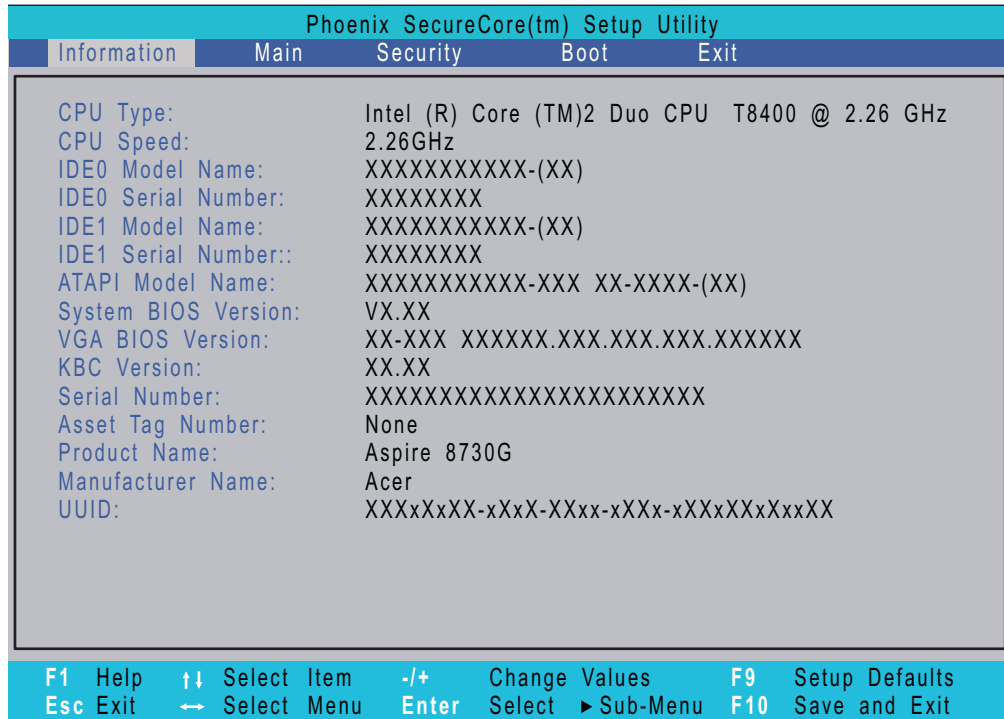 Phoenix SecureCore(tm) Setup Utility
Information Main Security Boot Exit
CPU Type: Intel (R) Core (TM)2 Duo CPU T8400 @ 2.26 GHz
CPU Speed: 2.26GHz
IDE0 Model Name: XXXXXXXXXXX-(XX)
IDE0 Serial Number: XXXXXXXX
IDE1 Model Name: XXXXXXXXXXX-(XX)
IDE1 Serial Number:: XXXXXXXX
ATAPI Model Name: XXXXXXXXXXX-XXX XX-XXXX-(XX)
System BIOS Version: VX.XX
VGA BIOS Version: XX-XXX XXXXXX.XXX.XXX.XXX.XXXXXX
KBC Version: XX.XX
Serial Number: XXXXXXXXXXXXXXXXXXXXXXX
Asset Tag Number: None
Product Name: Aspire 8730G
Manufacturer Name: Acer
UUID: XXXxXxXX-xXxX-XXxx-xXXx-xXXxXXxXxxXX
F1 Help ↑↓ Select Item -/+ Change Values F9 Setup Defaults
Esc Exit ↔ Select Menu Enter Select ►Sub-Menu F10 Save and Exit